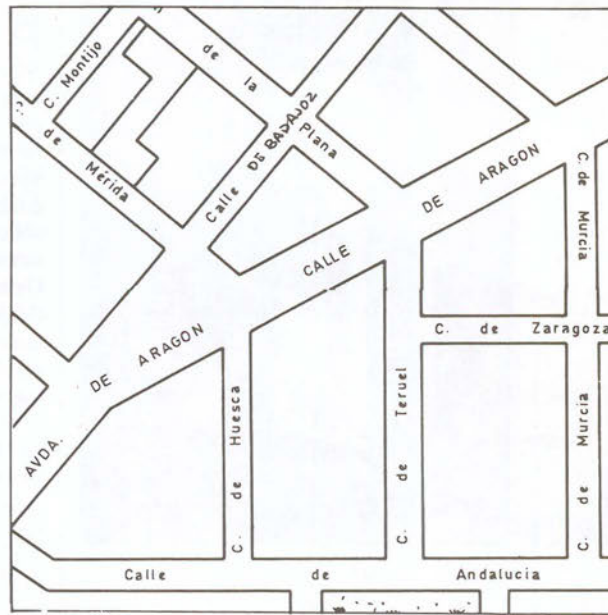 C. Montijo
de la
Plana
de Mérida
Calle DE BADAJOZ
CALLE DE ARAGON
AVDA. DE ARAGON
C. de Murcia
C. de Zaragoza
C. de Huesca
C. de Teruel
C. de Murcia
Calle de Andalucia